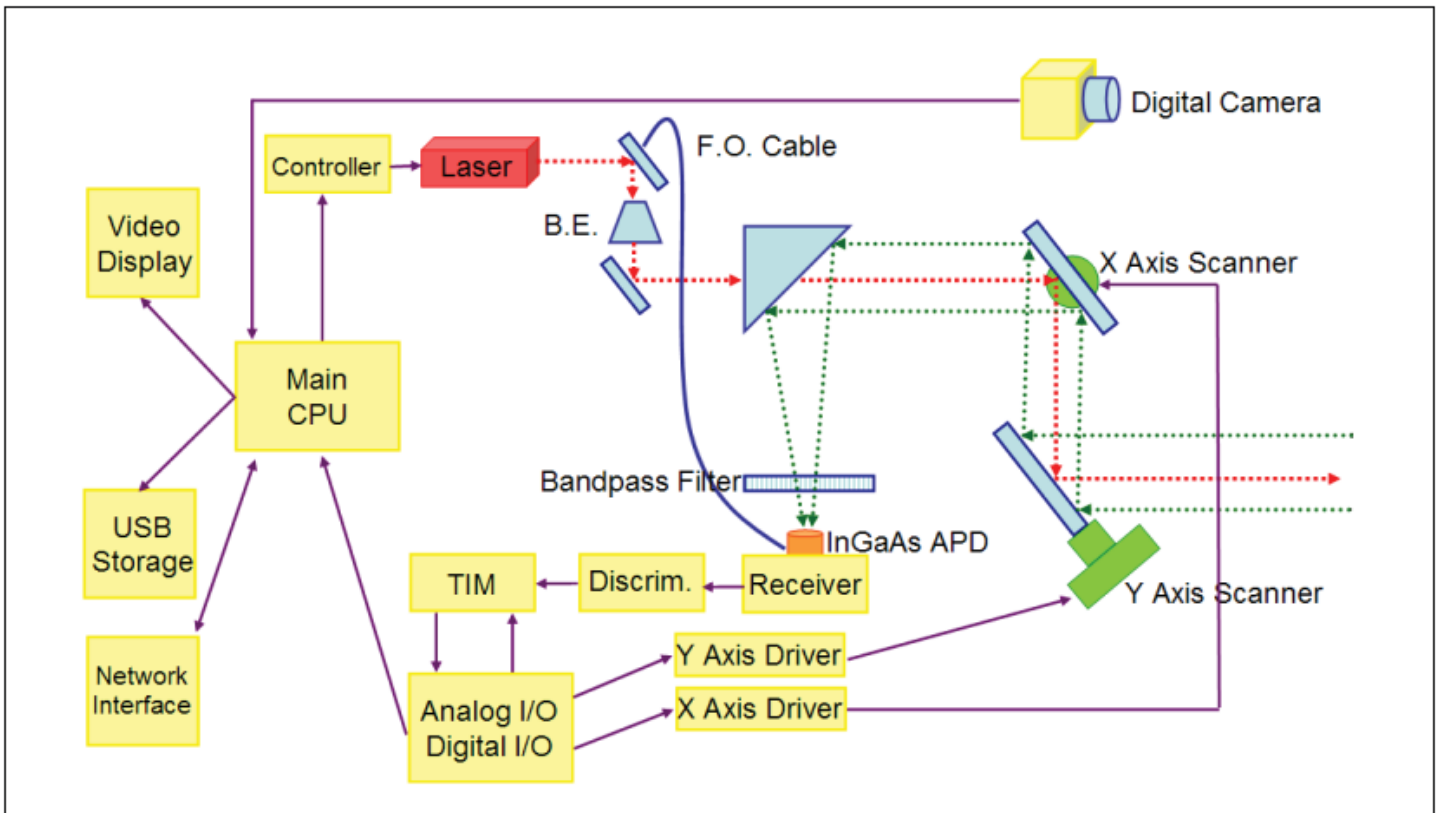 Digital Camera
F.O. Cable
Controller
Laser
Video
Display
B.E.
X Axis Scanner
Main
CPU
Bandpass Filter
USB
Storage
InGaAs APD
TIM
Discrim.
Receiver
Y Axis Scanner
Y Axis Driver
Network
Interface
X Axis Driver
Analog I/O
Digital I/O